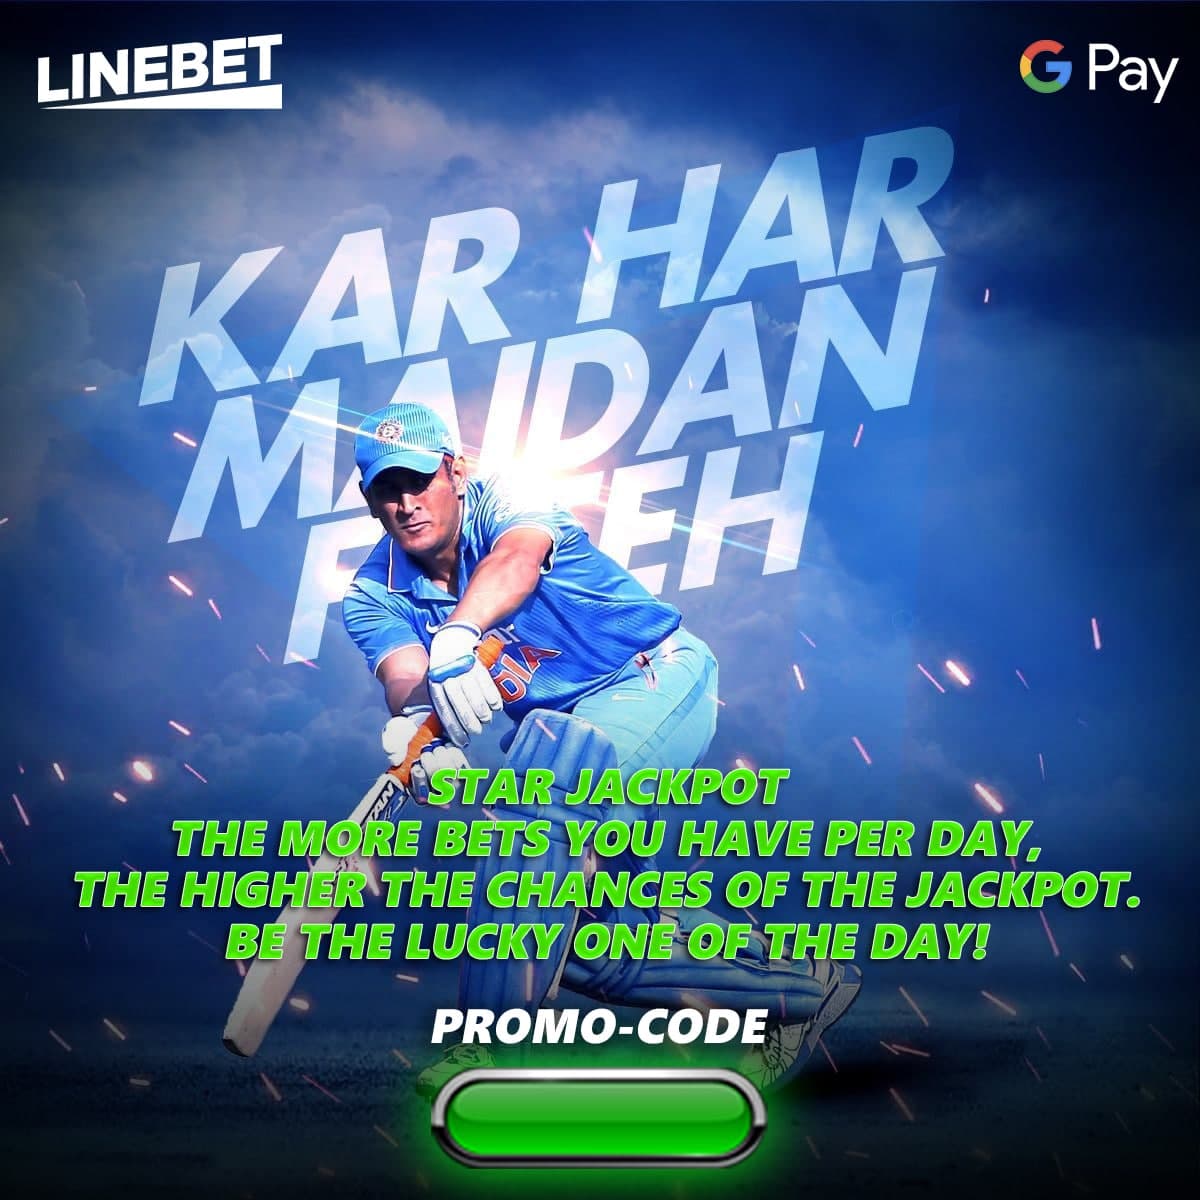 LINEBET
G Pay
KAR HAR
MAIDAN
FATEH
STAR JACKPOT
THE MORE BETS YOU HAVE PER DAY,
THE HIGHER THE CHANCES OF THE JACKPOT.
BE THE LUCKY ONE OF THE DAY!
PROMO-CODE